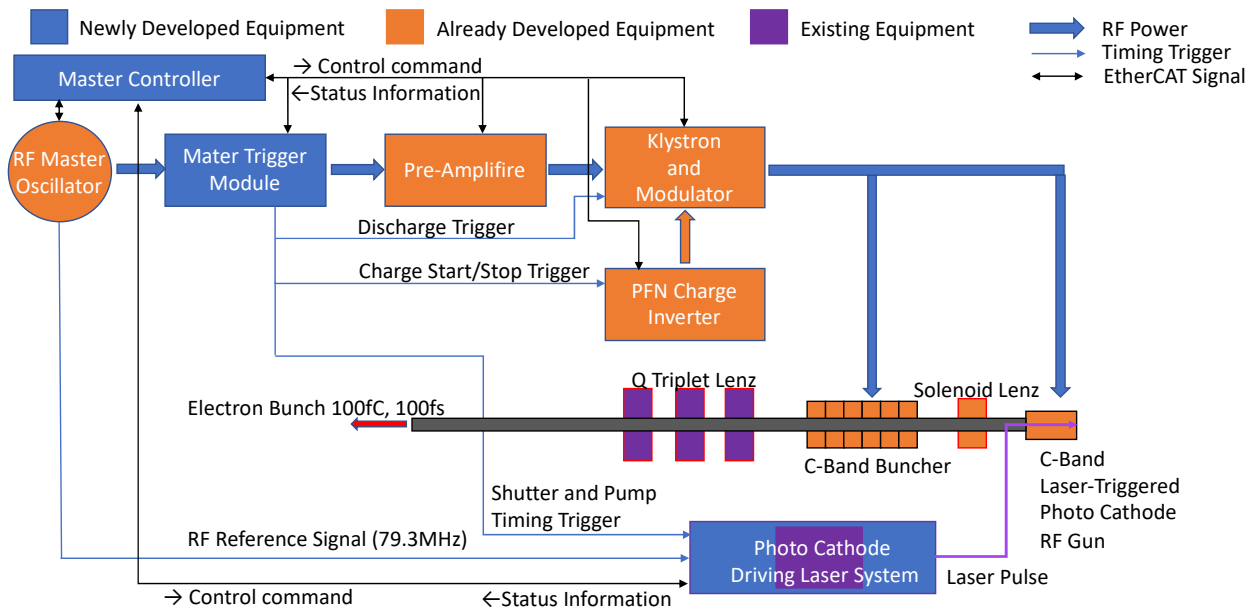 Newly Developed Equipment
Already Developed Equipment
Existing Equipment
RF Power
Timing Trigger
EtherCAT Signal
Master Controller
→ Control command
←Status Information
RF Master
Oscillator
Mater Trigger
Module
Pre-Amplifire
Klystron
and
Modulator
Discharge Trigger
Charge Start/Stop Trigger
PFN Charge
Inverter
Q Triplet Lenz
Solenoid Lenz
Electron Bunch 100fC, 100fs
C-Band Buncher
C-Band
Laser-Triggered
Photo Cathode
RF Gun
Shutter and Pump
Timing Trigger
RF Reference Signal (79.3MHz)
Photo Cathode
Driving Laser System
Laser Pulse
→ Control command
←Status Information